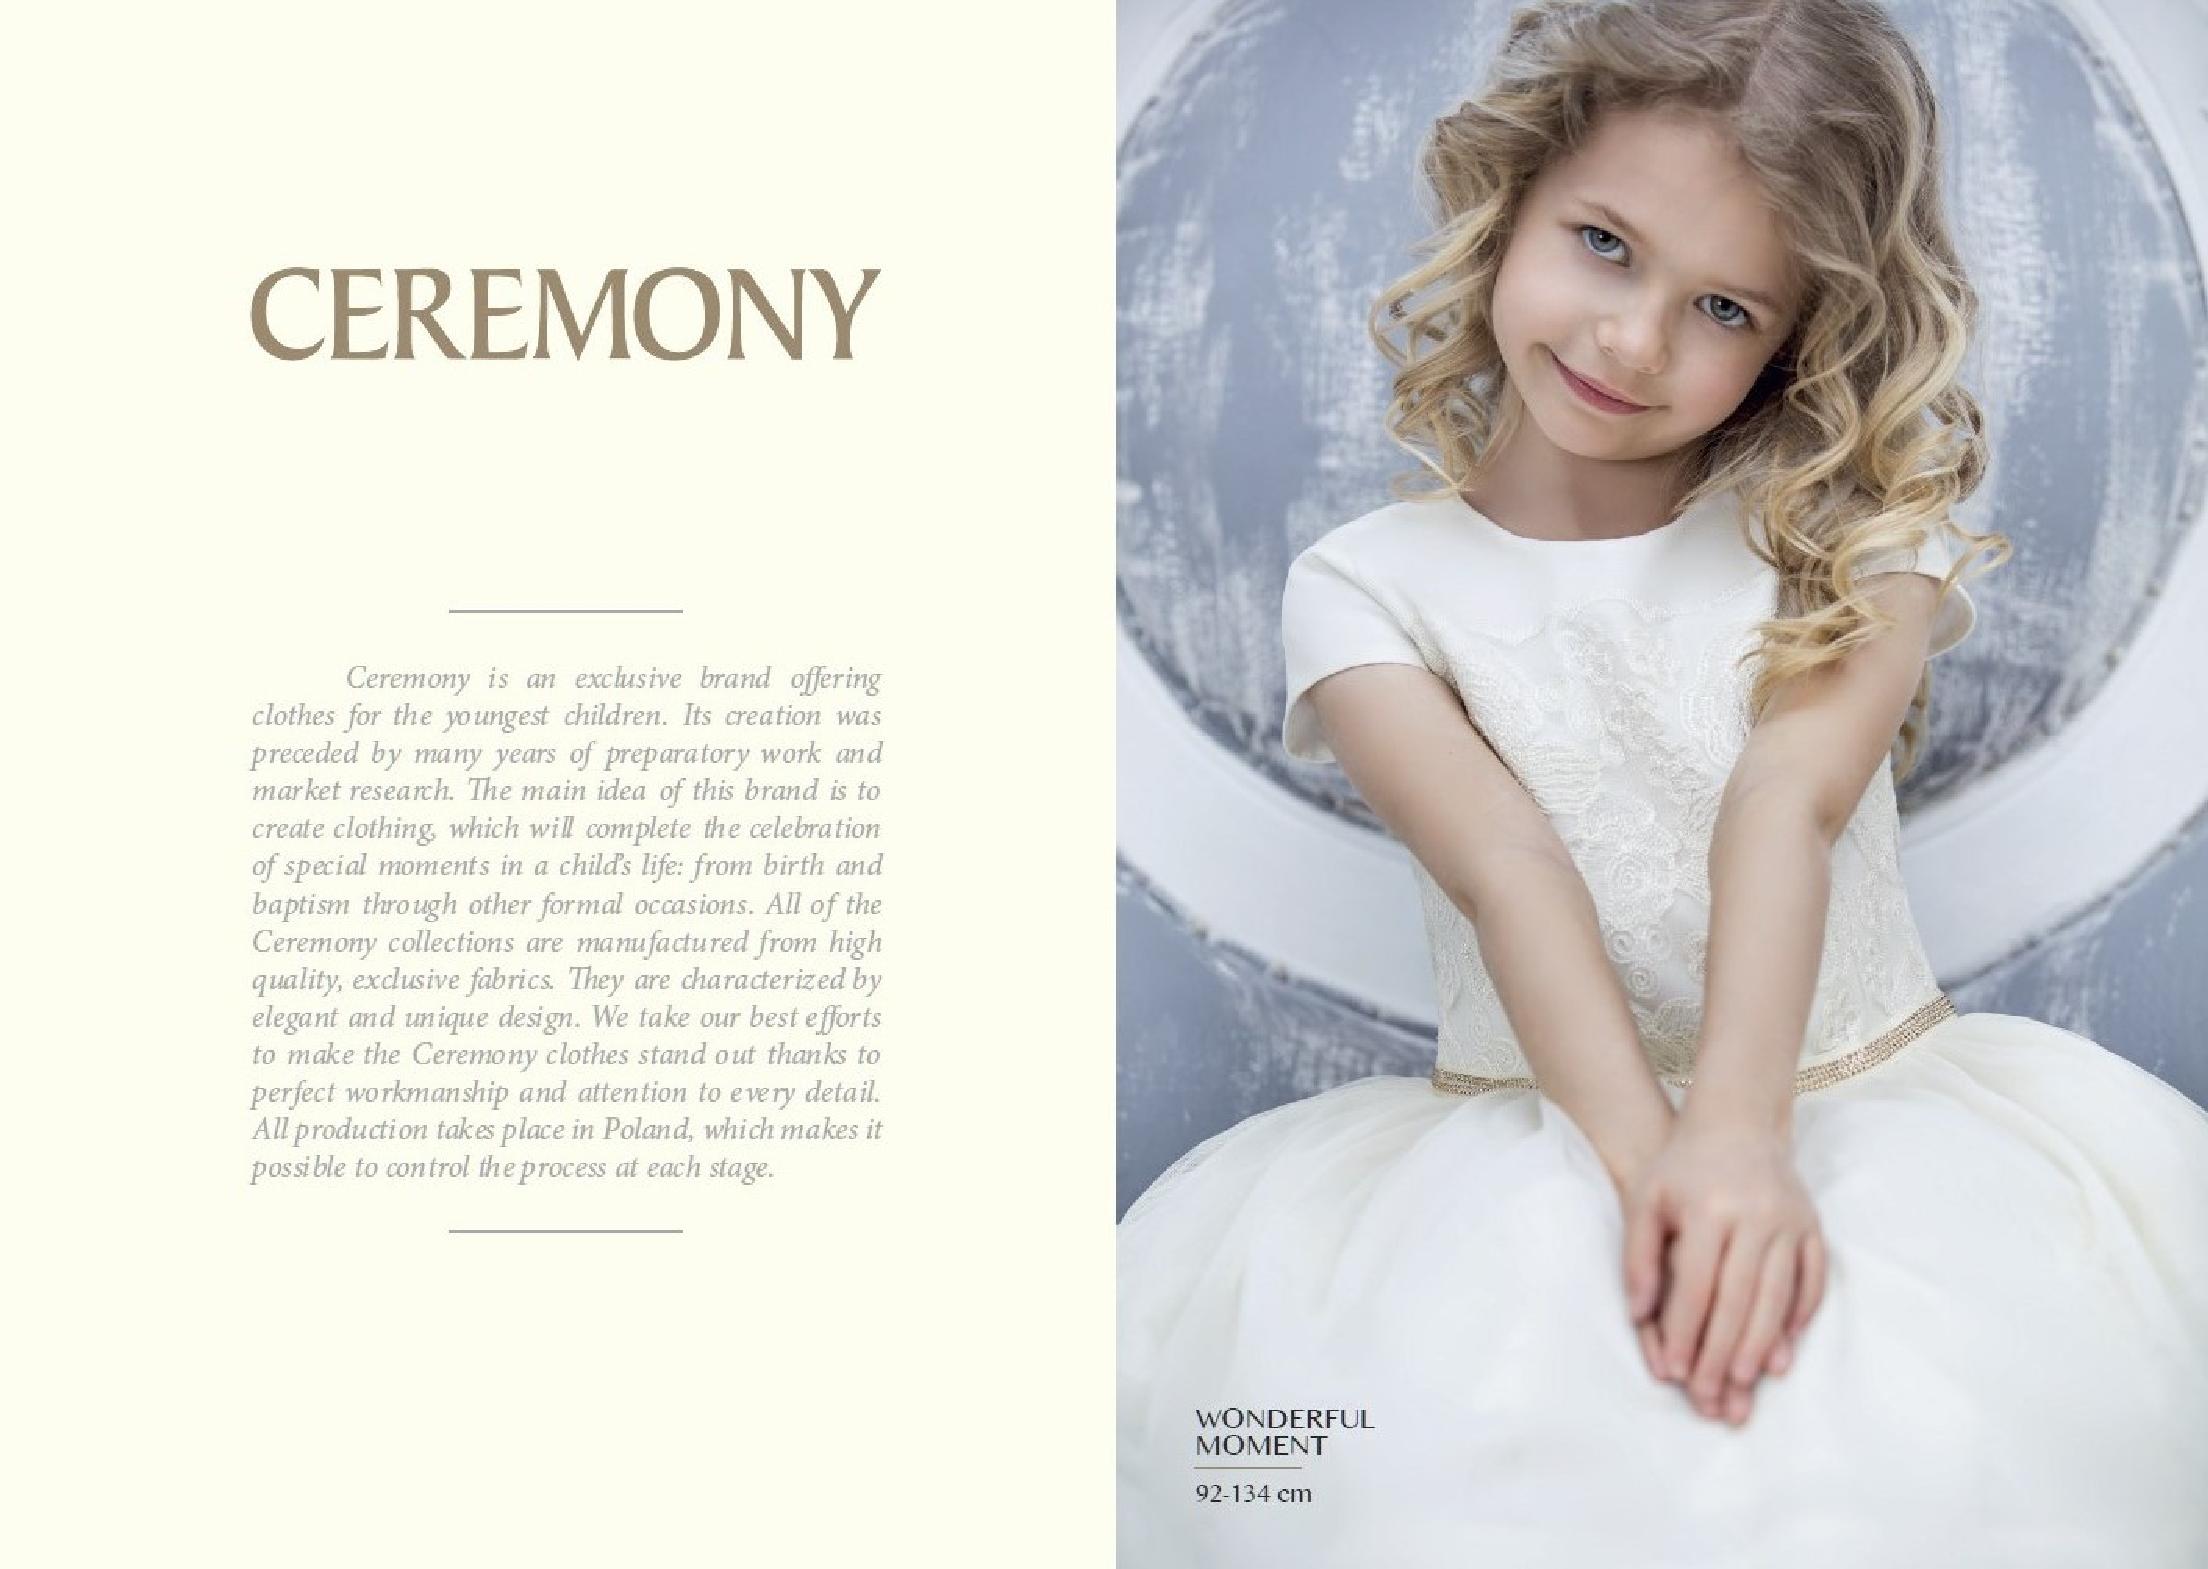 CEREMONY
Ceremony is an exclusive brand offering
clothes for the youngest children. Its creation was
preceded by many years of preparatory work and
market research. The main idea of this brand is to
create clothing, which will complete the celebration
of special moments in a child's life: from birth and
baptism through other formal occasions. All of the
Ceremony collections are manufactured from high
quality, exclusive fabrics. They are characterized by
elegant and unique design. We take our best efforts
to make the Ceremony clothes stand out thanks to
perfect workmanship and attention to every detail.
All production takes place in Poland, which makes it
possible to control the process at each stage.
WONDERFUL
MOMENT
92-134 cm